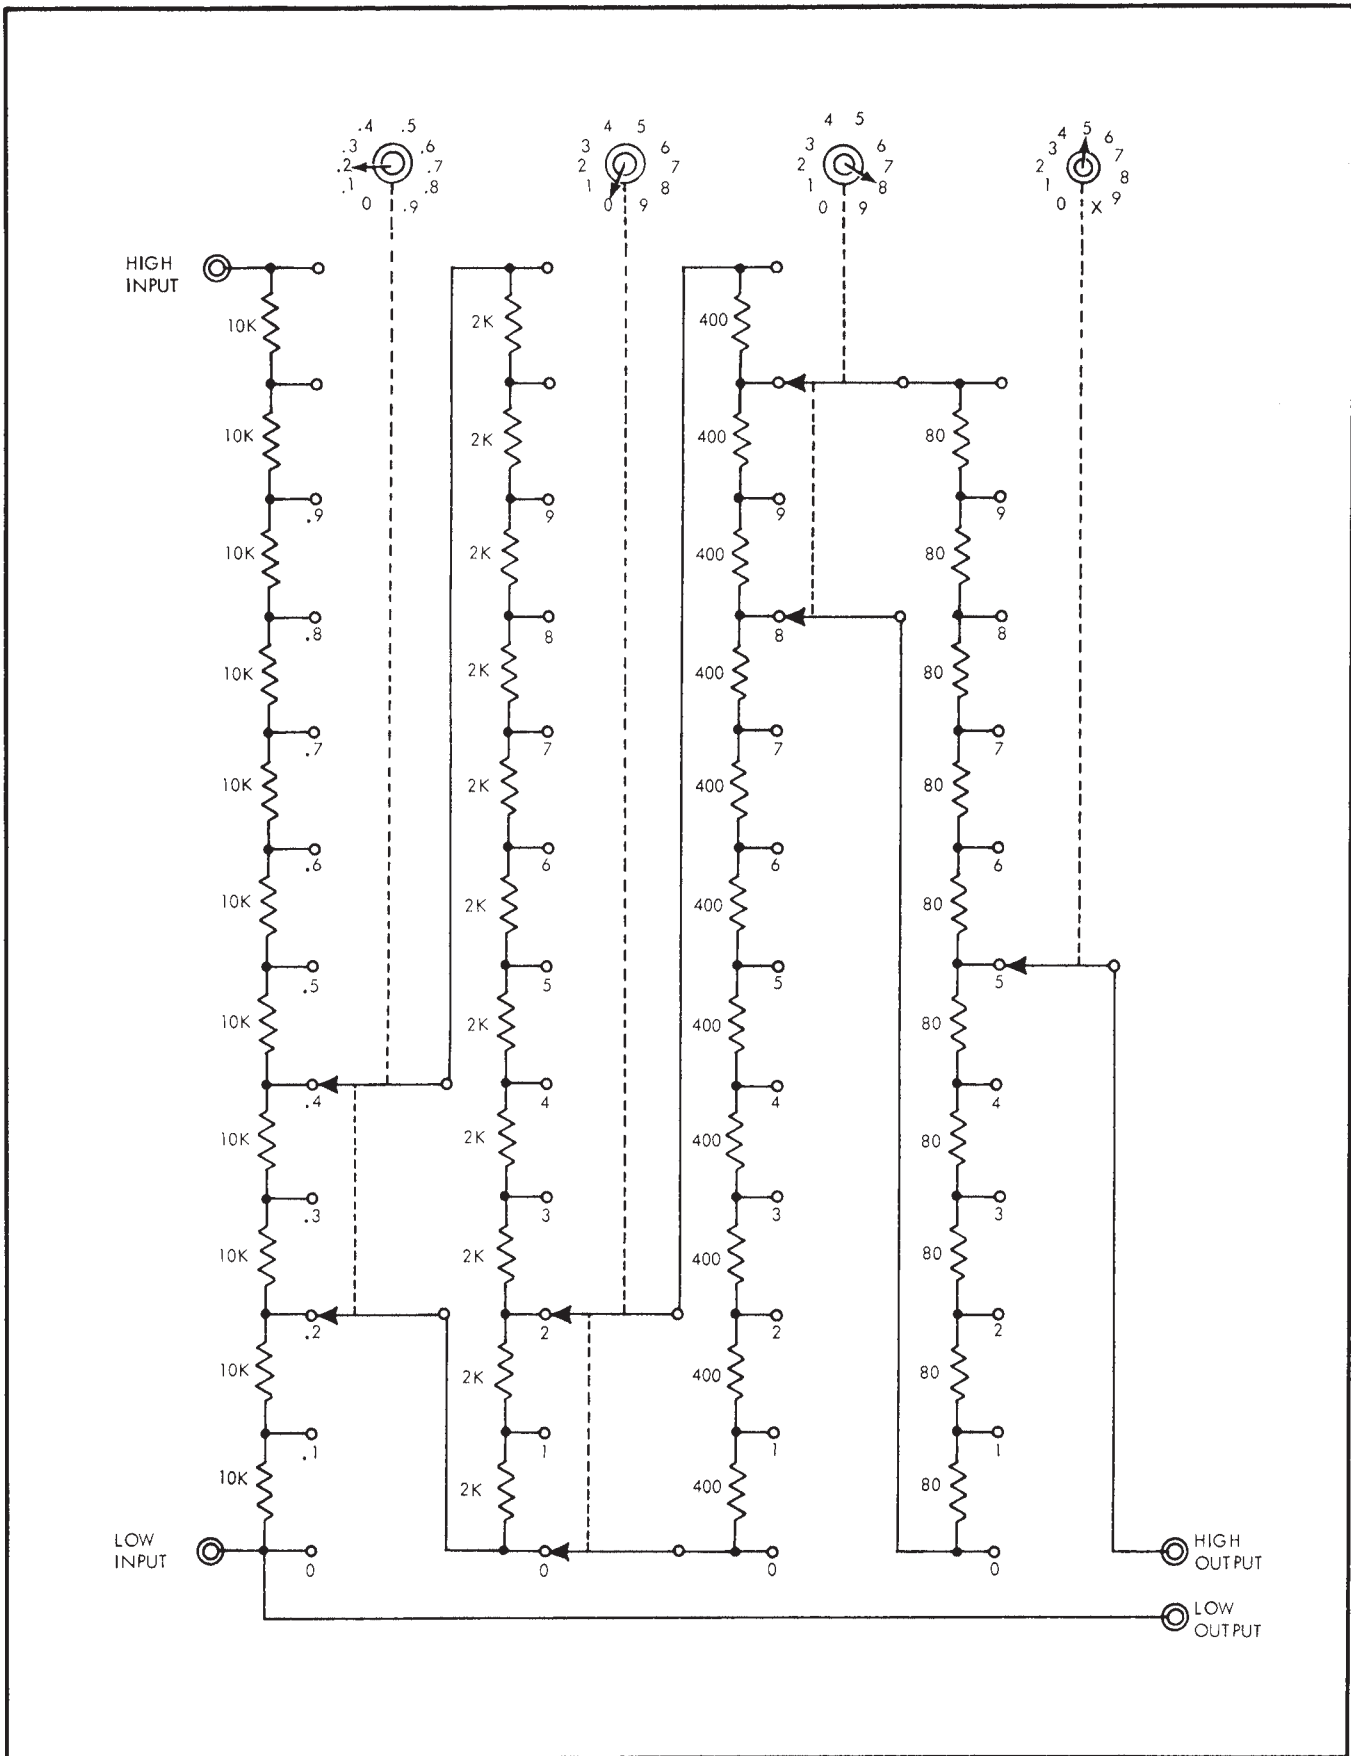 .4 .5 4 5 4 5 4 5 6
.3 .6 3 6 3 6 3 7
.2 .7 2 7 2 7 2 8
.1 .8 1 8 1 8 1 9
0 .9 0 9 0 9 0 X
HIGH
INPUT
10K 2K 400
10K 2K 400 80
.9 9 9 9
10K 2K 400 80
.8 8 8 8
10K 2K 400 80
.7 7 7 7
10K 2K 400 80
.6 6 6 6
10K 2K 400 80
.5 5 5 5
10K 2K 400 80
.4 4 4 4
10K 2K 400 80
.3 3 3 3
10K 2K 400 80
.2 2 2 2
10K 2K 400 80
.1 1 1 1
10K 2K 400 80
LOW
INPUT
0 0 0 0
HIGH
OUTPUT
LOW
OUTPUT